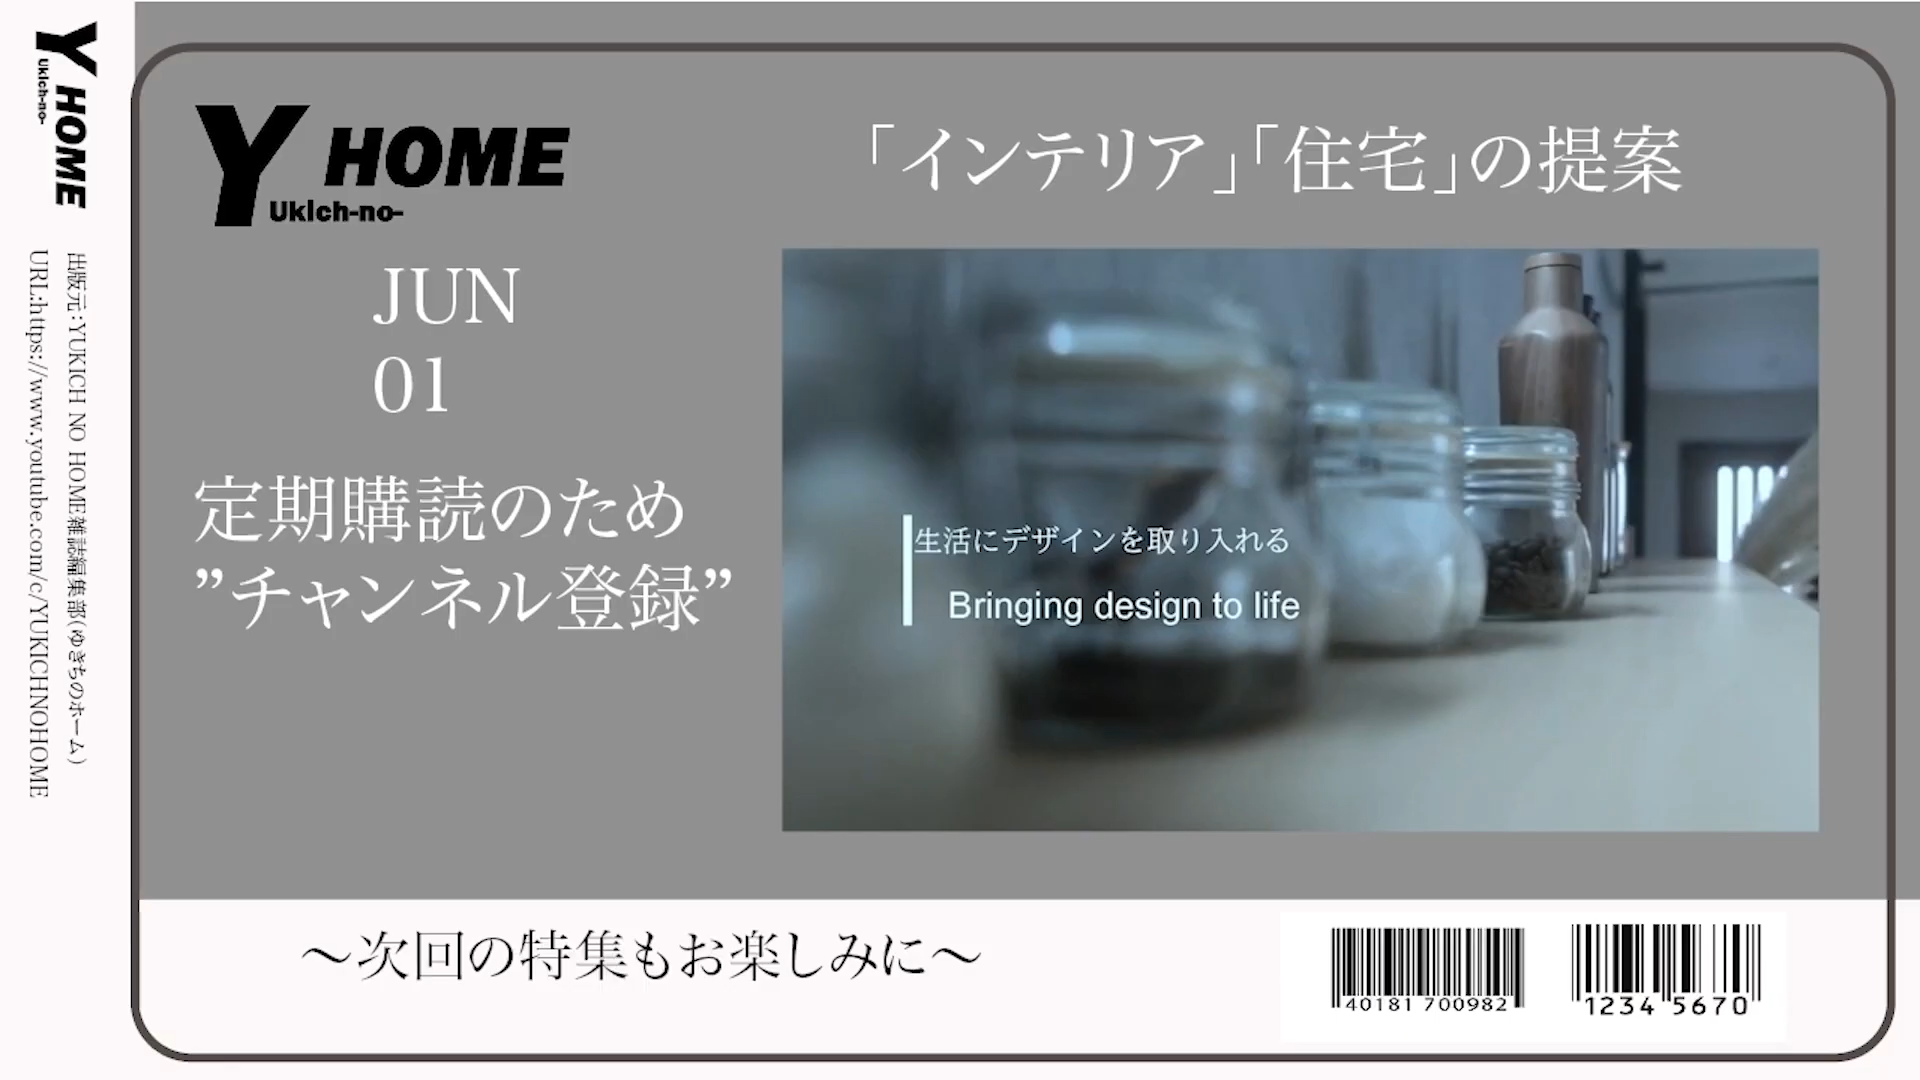 Y HOME
Ukich-no-
出版元:YUKICH NO HOME雑誌編集部(ゆきちのホーム)
URL:https://www.youtube.com/c/YUKICHNOHOME
Y HOME
Ukich-no-
JUN
01
定期購読のため
”チャンネル登録”
「インテリア」「住宅」の提案
生活にデザインを取り入れる
Bringing design to life
〜次回の特集もお楽しみに〜
40181 700982
1234 5670